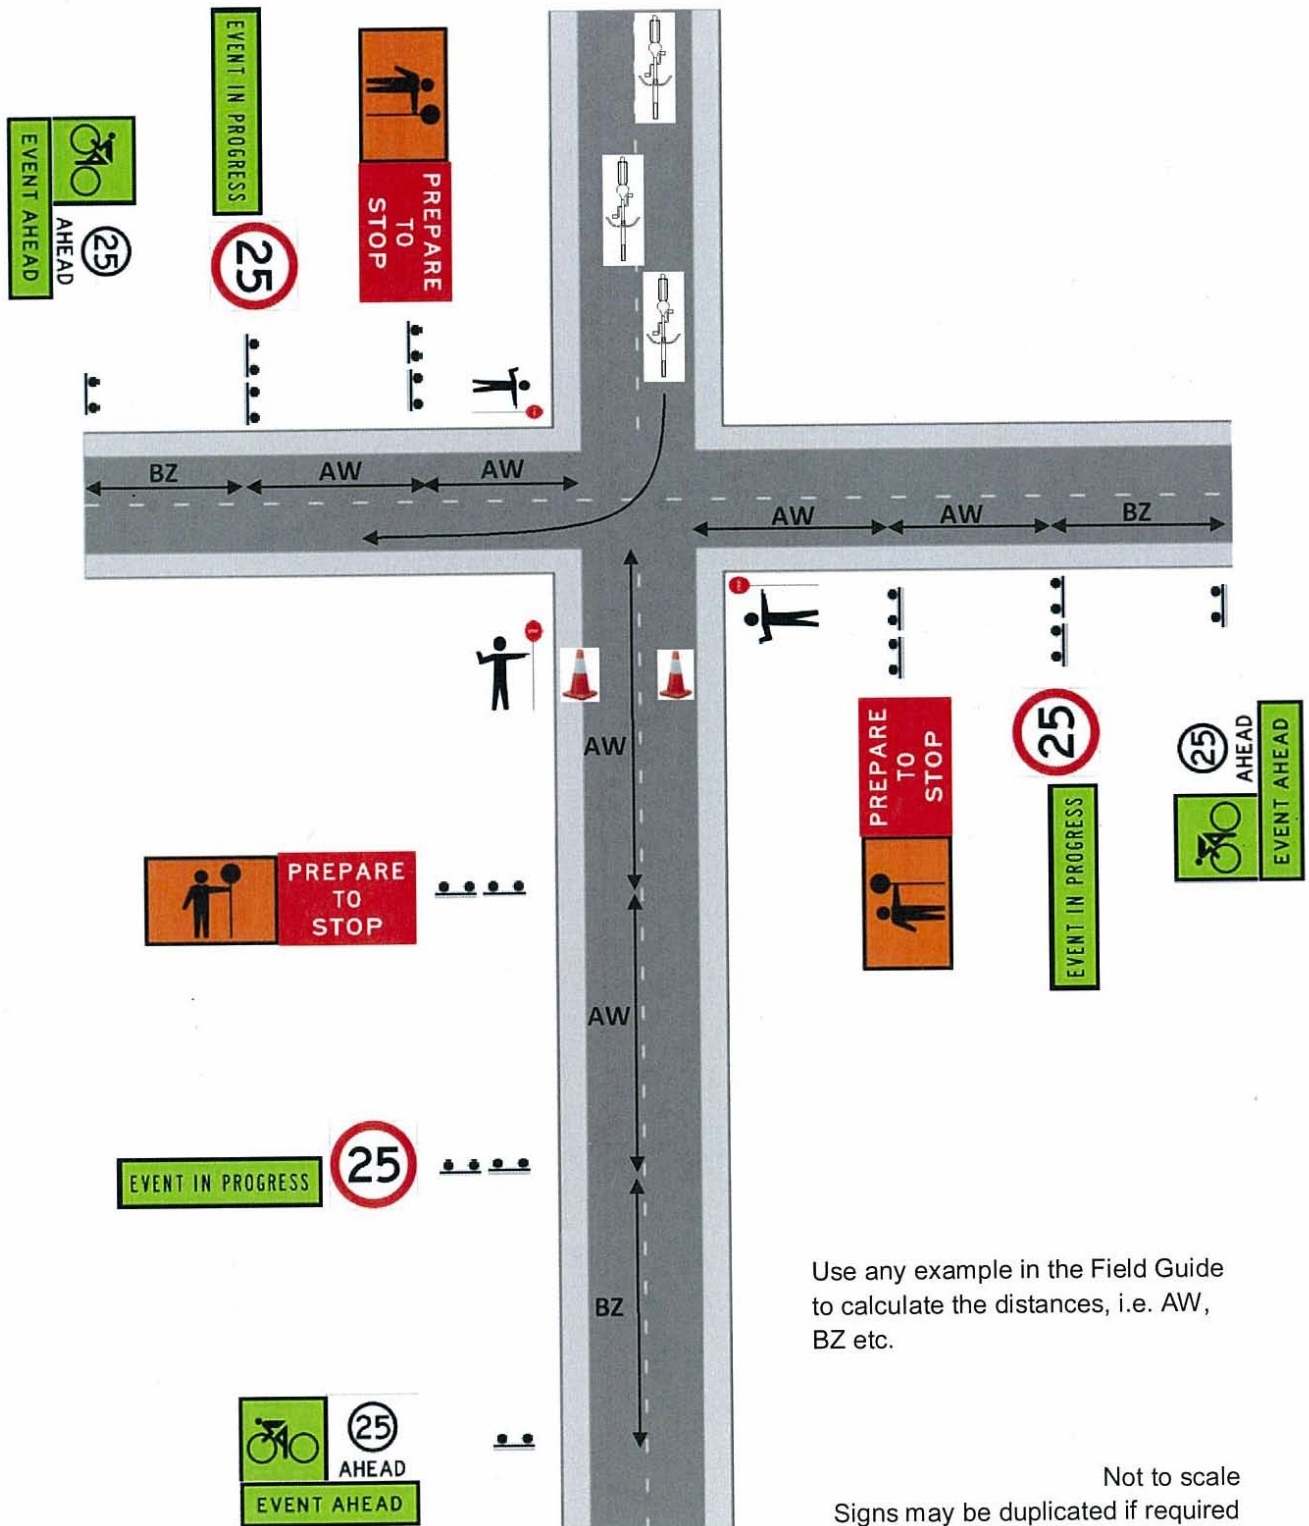 EVENT IN PROGRESS
25
PREPARE
TO
STOP
25
AHEAD
EVENT AHEAD
BZ
AW
AW
AW
AW
BZ
AW
PREPARE
TO
STOP
25
EVENT IN PROGRESS
25
AHEAD
EVENT AHEAD
PREPARE
TO
STOP
AW
EVENT IN PROGRESS
25
BZ
Use any example in the Field Guide
to calculate the distances, i.e. AW,
BZ etc.
25
AHEAD
EVENT AHEAD
Not to scale
Signs may be duplicated if required